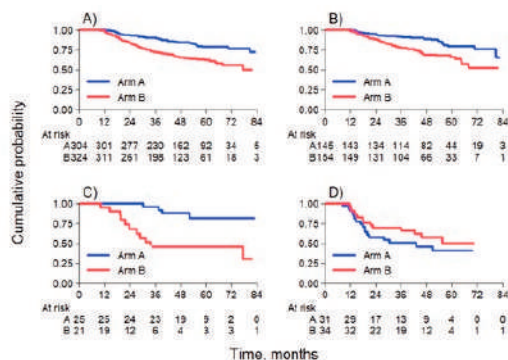 A)
1.00
0.75
0.50
0.25
0.00
Arm A
Arm B
0 12 24 36 48 60 72 84
At risk
A304 301 277 230 162 92 34 5
B324 311 261 198 123 61 18 3
B)
1.00
0.75
0.50
0.25
0.00
Arm A
Arm B
0 12 24 36 48 60 72 84
At risk
A145 143 134 114 82 44 19 3
B154 149 131 104 66 33 7 1
C)
1.00
0.75
0.50
0.25
0.00
Arm A
Arm B
0 12 24 36 48 60 72 84
At risk
A 25 25 24 23 19 9 2 0
B 21 19 12 6 4 3 3 1
D)
1.00
0.75
0.50
0.25
0.00
Arm A
Arm B
0 12 24 36 48 60 72 84
At risk
A 31 29 17 13 9 4 0 0
B 34 32 22 19 12 4 1 1
Cumulative probability
Time, months